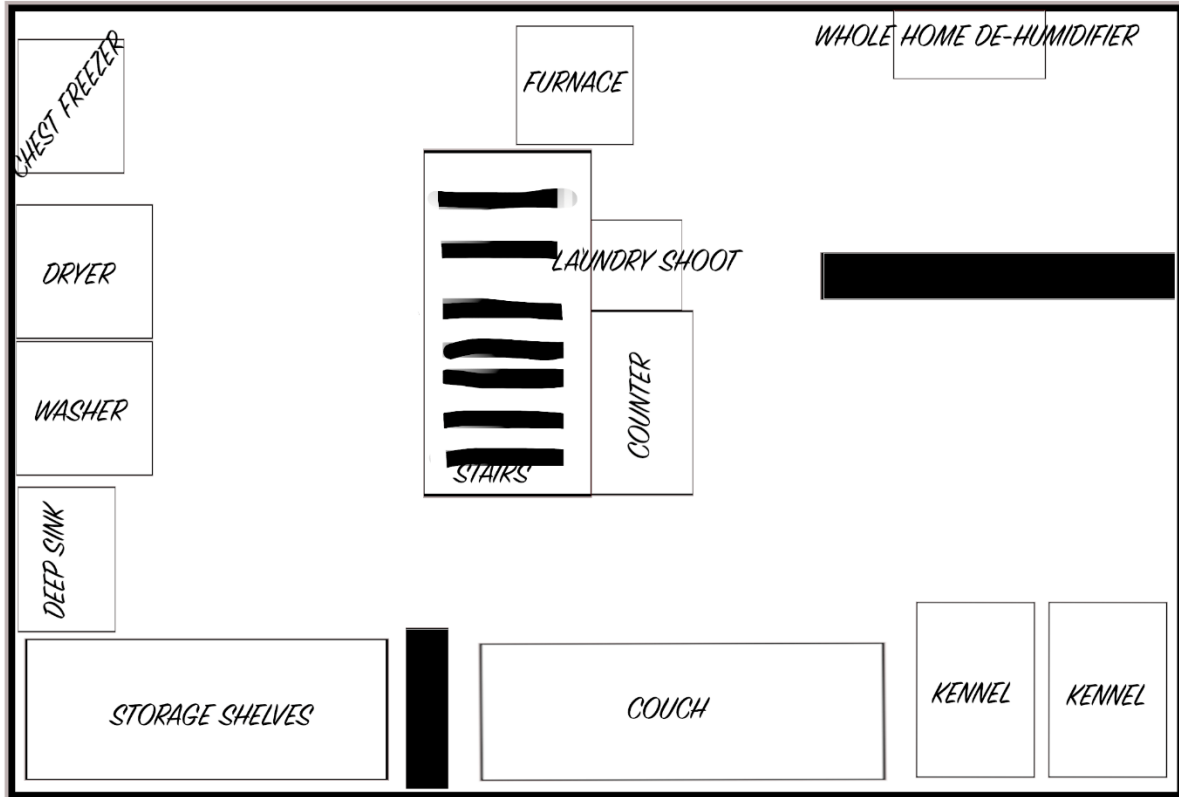 WHOLE HOME DE-HUMIDIFIER
CHEST FREEZER
FURNACE
DRYER
LAUNDRY SHOOT
WASHER
COUNTER
STAIRS
DEEP SINK
STORAGE SHELVES
COUCH
KENNEL
KENNEL